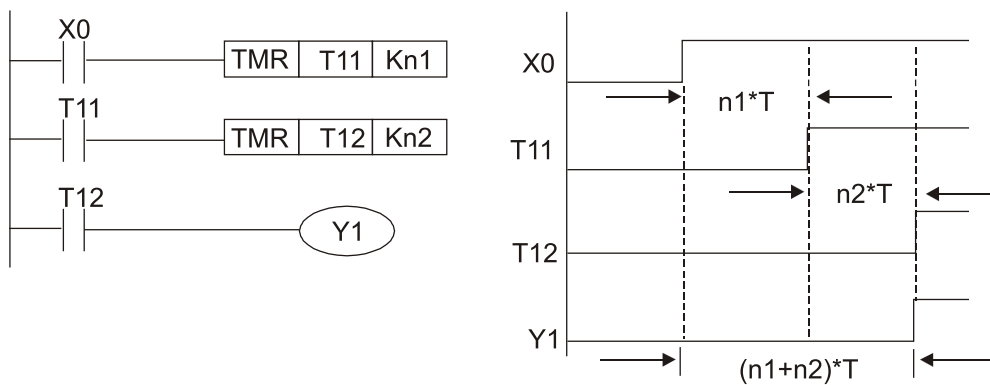 X0
TMR T11 Kn1
T11
TMR T12 Kn2
T12
Y1
X0
n1*T
T11
n2*T
T12
Y1
(n1+n2)*T